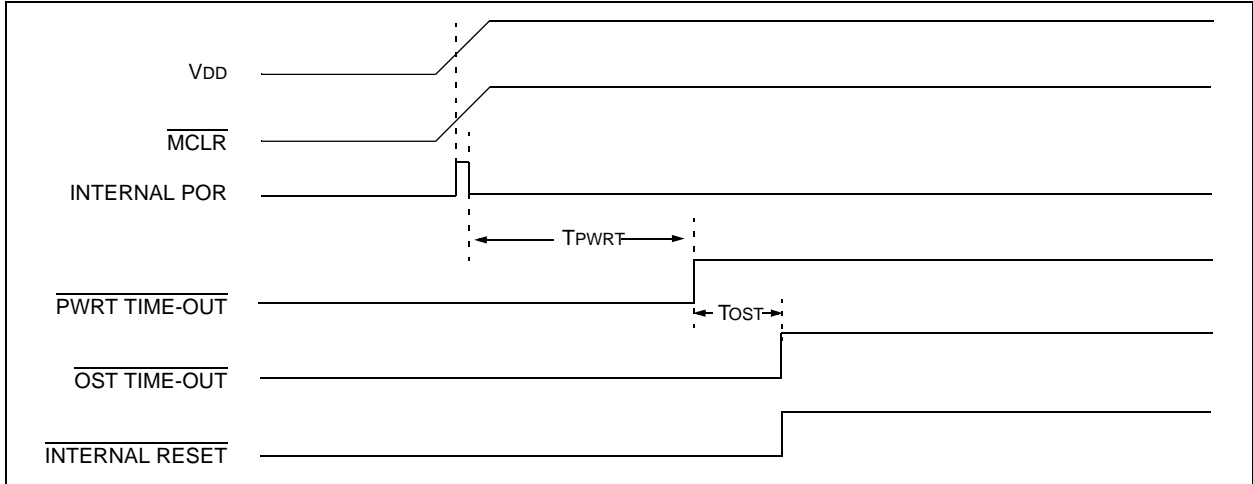 VDD
MCLR
INTERNAL POR
TPWRT
PWRT TIME-OUT
TOST
OST TIME-OUT
INTERNAL RESET